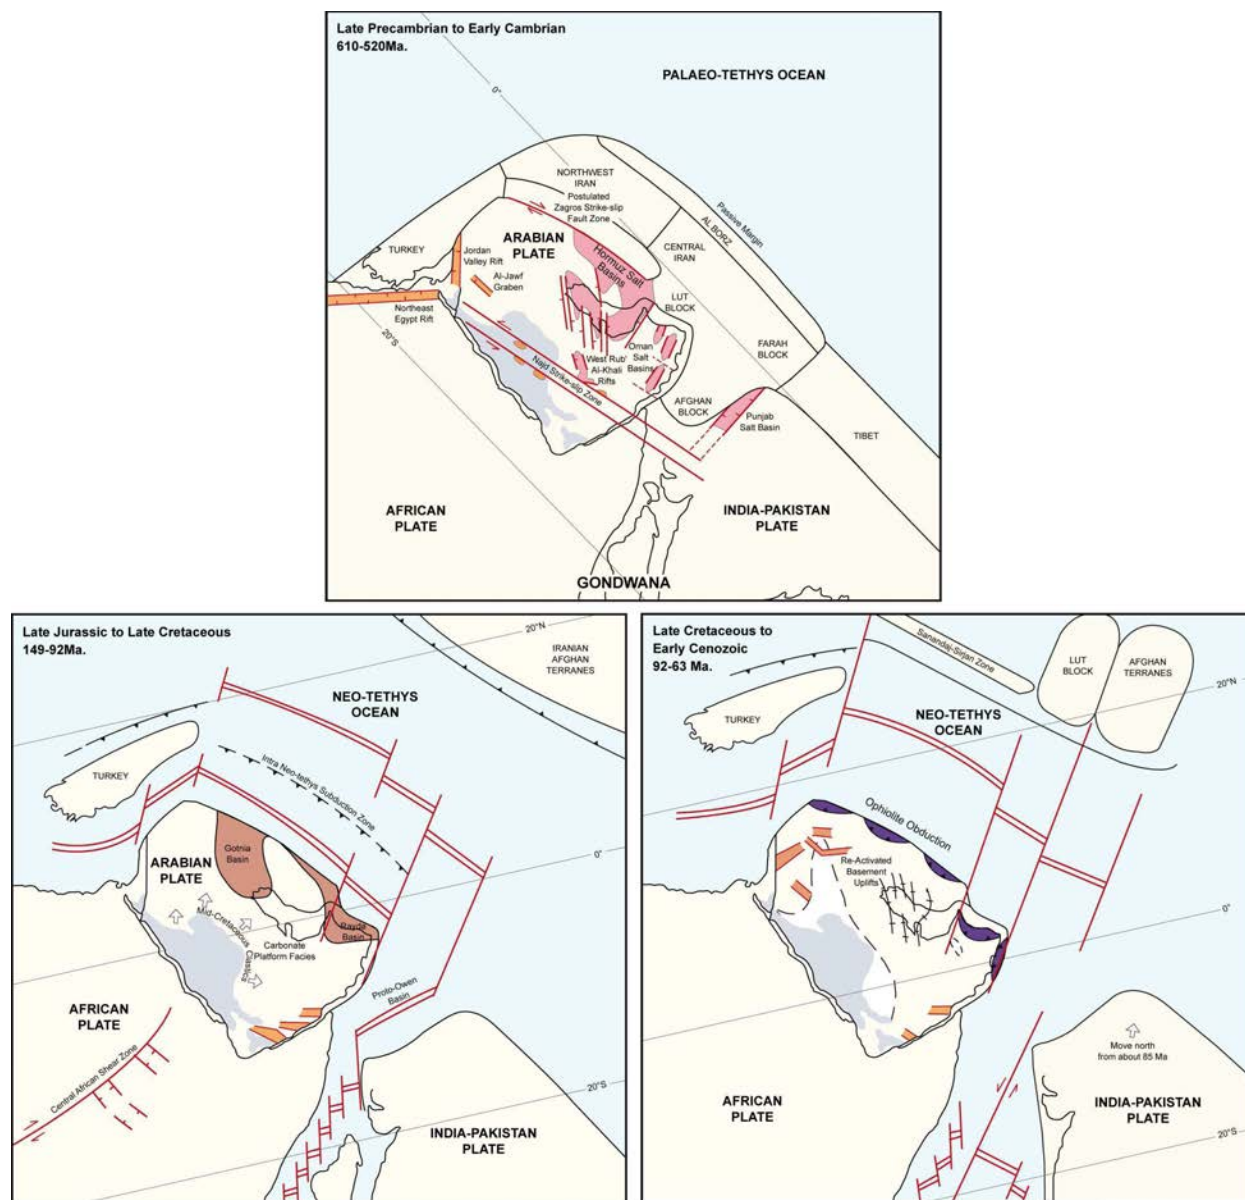 Late Precambrian to Early Cambrian
610-520Ma.
PALAEO-TETHYS OCEAN
0°
NORTHWEST
IRAN
Postulated
Zagros Strike-slip
Fault Zone
Passive Margin
ALBORZ
TURKEY
ARABIAN
PLATE
CENTRAL
IRAN
Jordan
Valley Rift
Al-Jawf
Graben
Hormuz Salt
Basins
LUT
BLOCK
Northeast
Egypt Rift
20°S
FARAH
BLOCK
Oman
Salt
Basins
West Rub'
Al-Khali
Rifts
Najd Strike-slip Zone
AFGHAN
BLOCK
Punjab
Salt Basin
TIBET
AFRICAN
PLATE
INDIA-PAKISTAN
PLATE
GONDWANA
Late Jurassic to Late Cretaceous
149-92Ma.
20°N
IRANIAN
AFGHAN
TERRANES
NEO-TETHYS
OCEAN
TURKEY
Intra Neo-tethys Subduction Zone
Gotnia
Basin
ARABIAN
PLATE
0°
Mid-Cretaceous
Clastics
Rayda
Basin
Carbonate
Platform Facies
Proto-Owen
Basin
AFRICAN
PLATE
Central African Shear Zone
20°S
INDIA-PAKISTAN
PLATE
Late Cretaceous to
Early Cenozoic
92-63 Ma.
Sanandaj-Sirjan Zone
LUT
BLOCK
AFGHAN
TERRANES
20°N
TURKEY
NEO-TETHYS
OCEAN
Ophiolite Obduction
Re-Activated
Basement
Uplifts
0°
Move north
from about 85 Ma
AFRICAN
PLATE
INDIA-PAKISTAN
PLATE
20°S